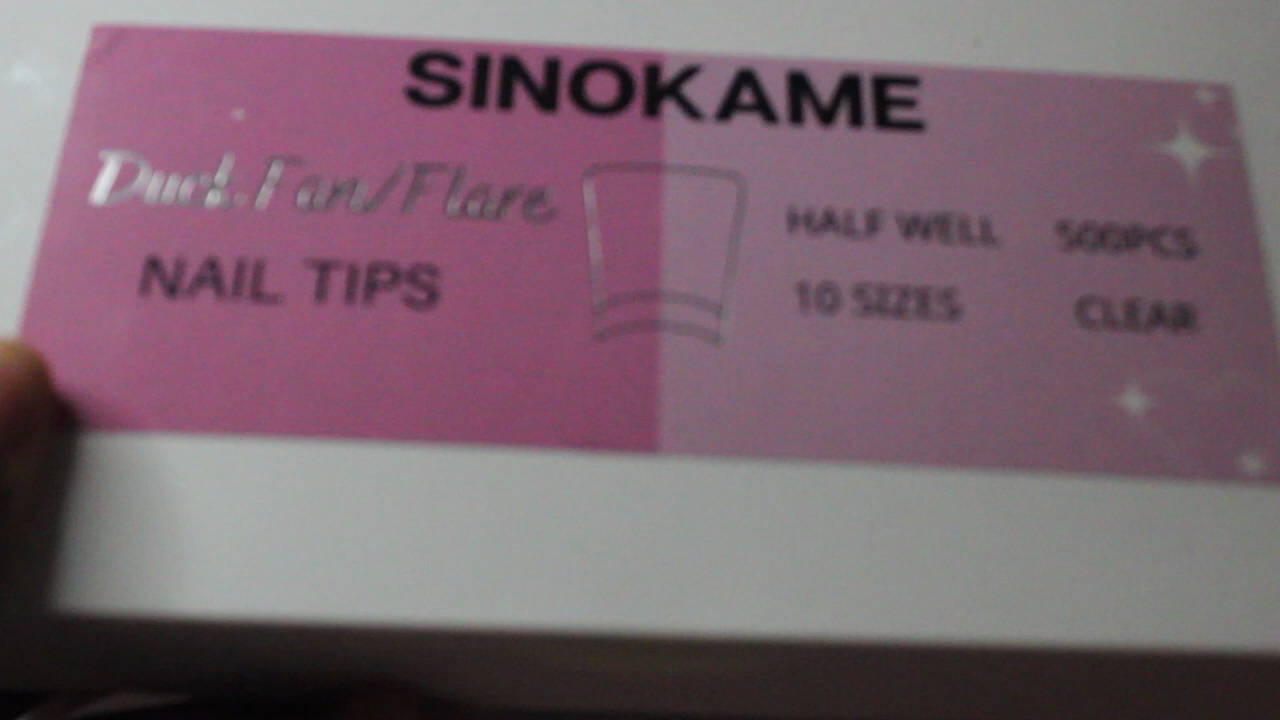 SINOKAME
Duck.Fan/Flare
NAIL TIPS
HALF WELL 500PCS
10 SIZES CLEAR